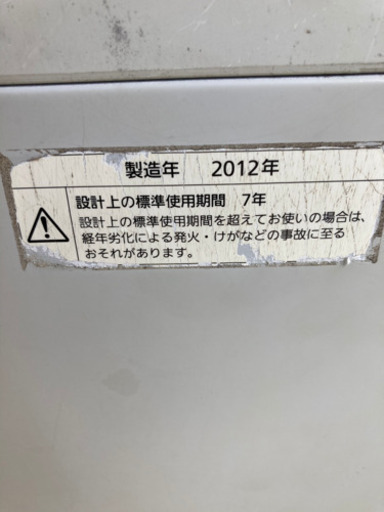 製造年 2012年
設計上の標準使用期間 7年
設計上の標準使用期間を超えてお使いの場合は、
経年劣化による発火・けがなどの事故に至る
おそれがあります。